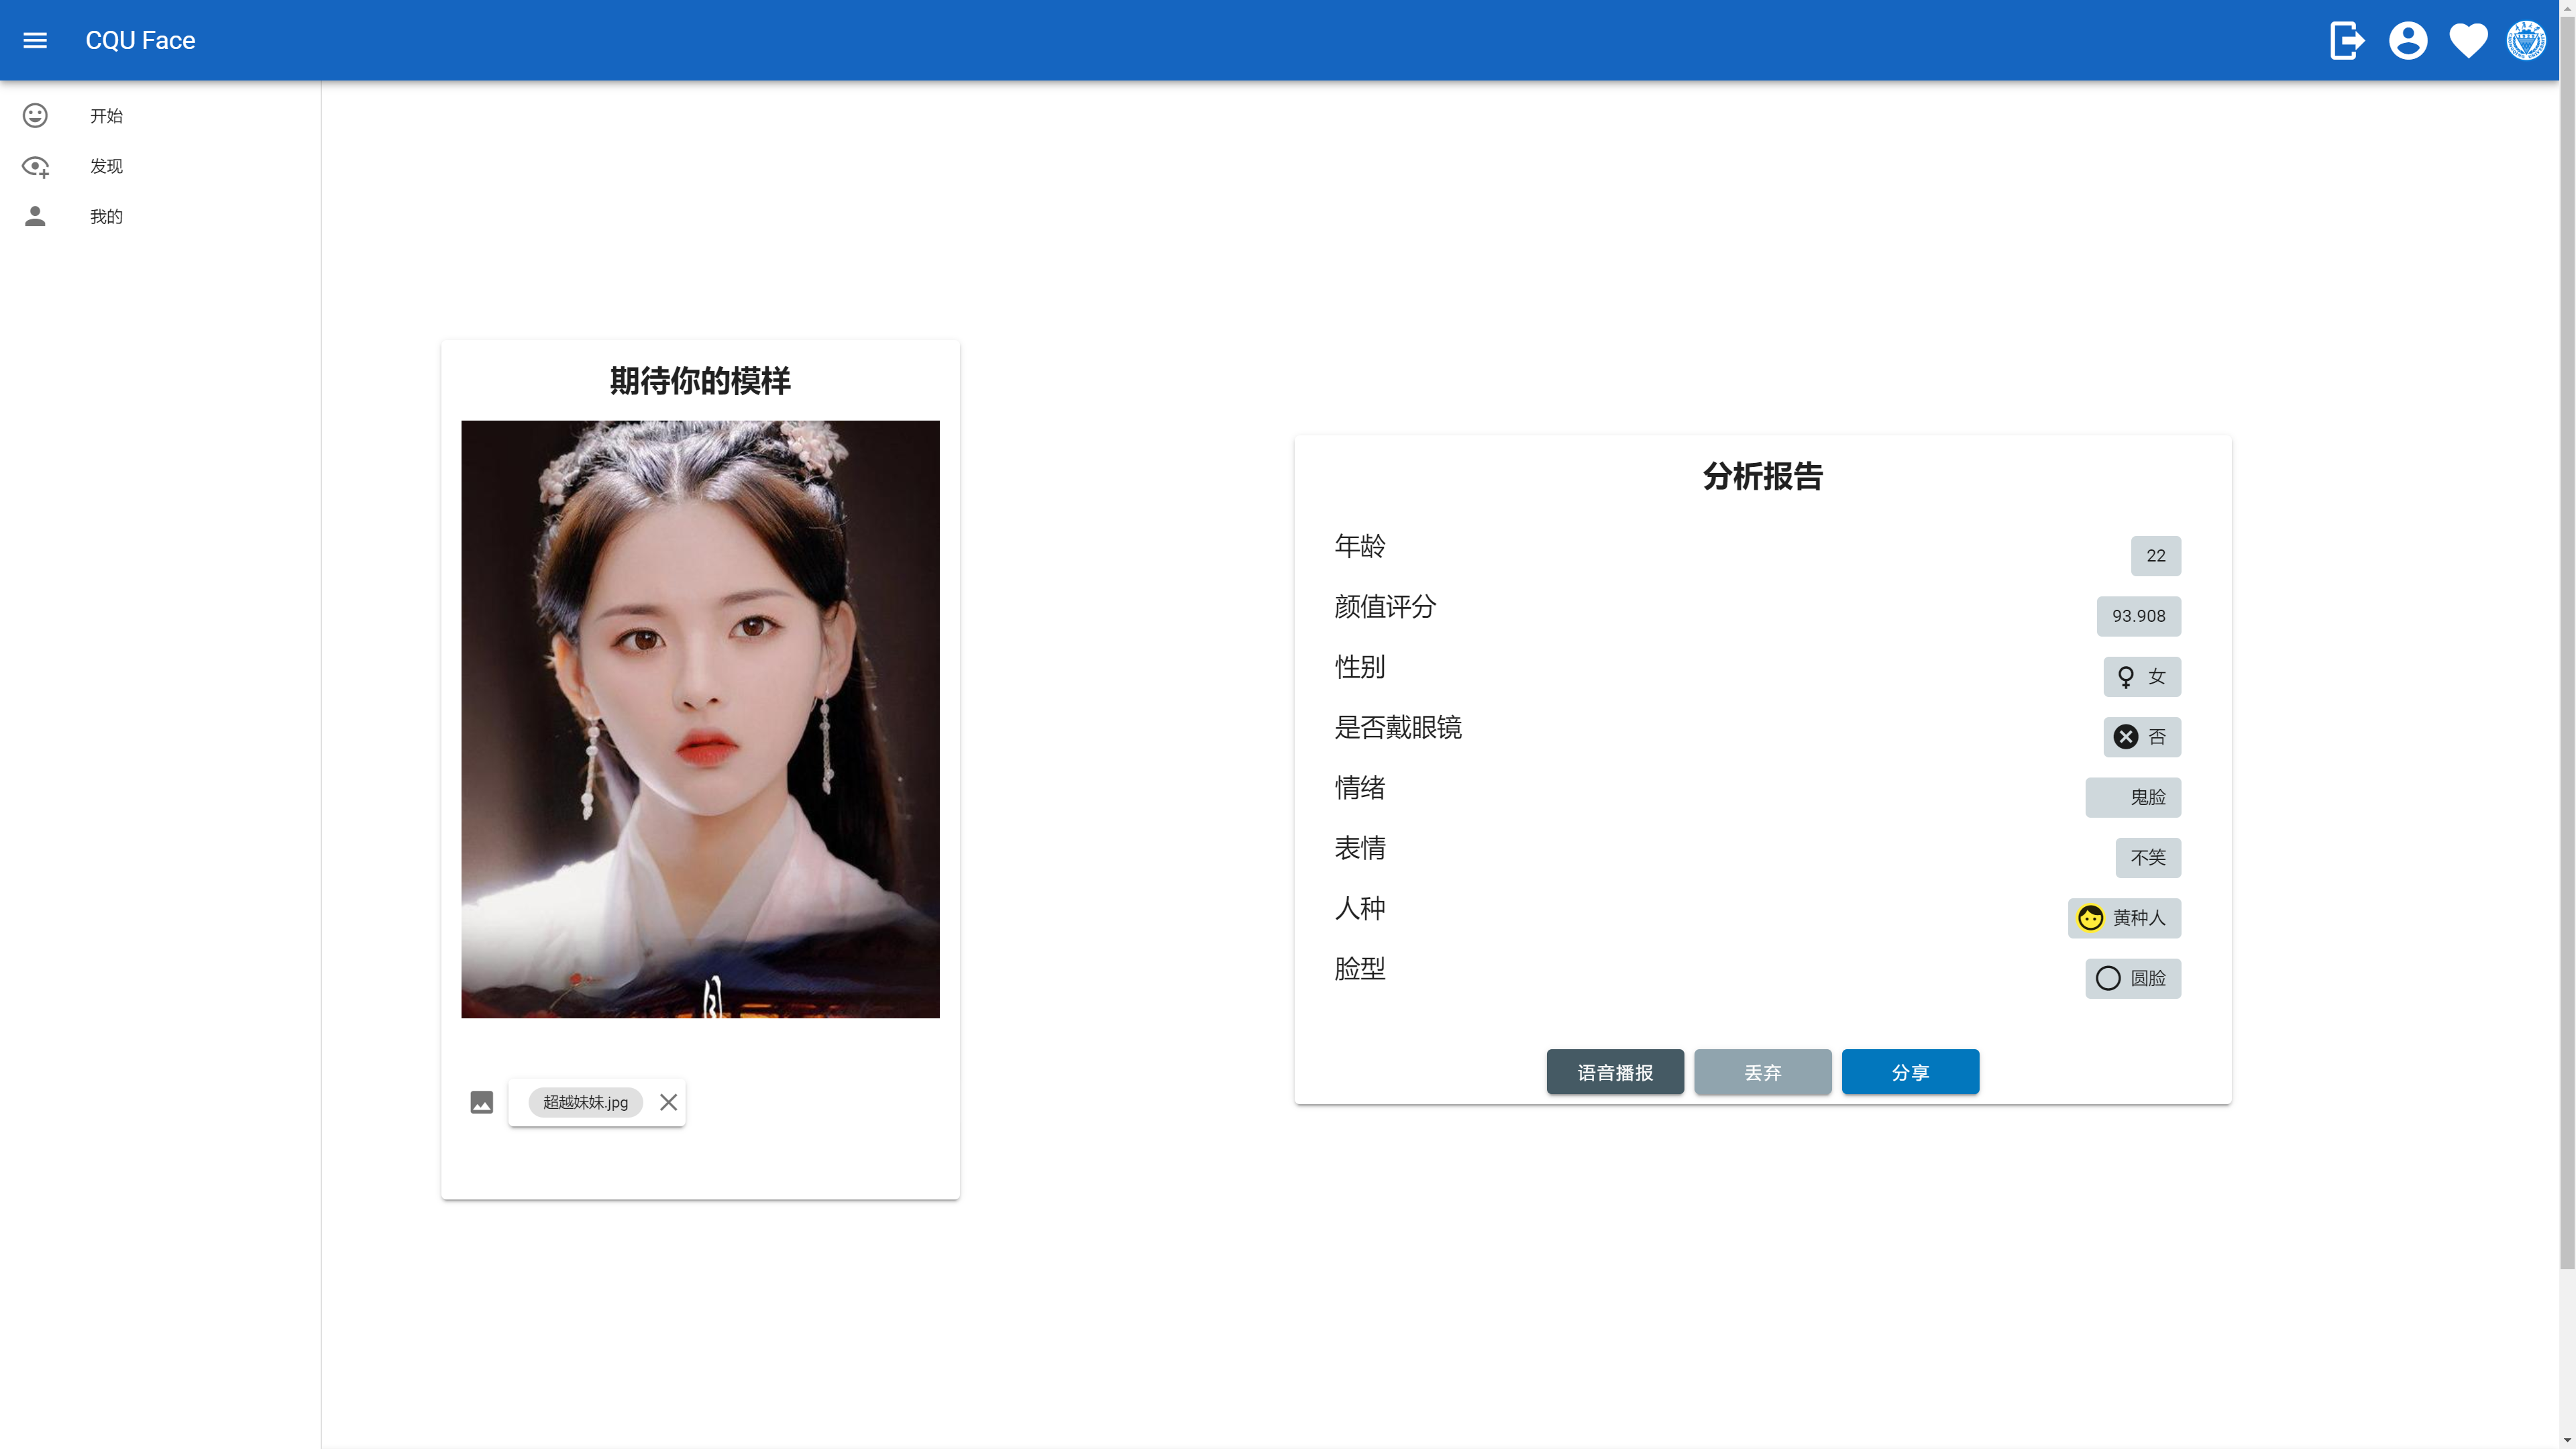 CQU Face
开始
发现
我的
期待你的模样
超越妹妹.jpg
分析报告
年龄
22
颜值评分
93.908
性别
女
是否戴眼镜
否
情绪
鬼脸
表情
不笑
人种
黄种人
脸型
圆脸
语音播报
丢弃
分享